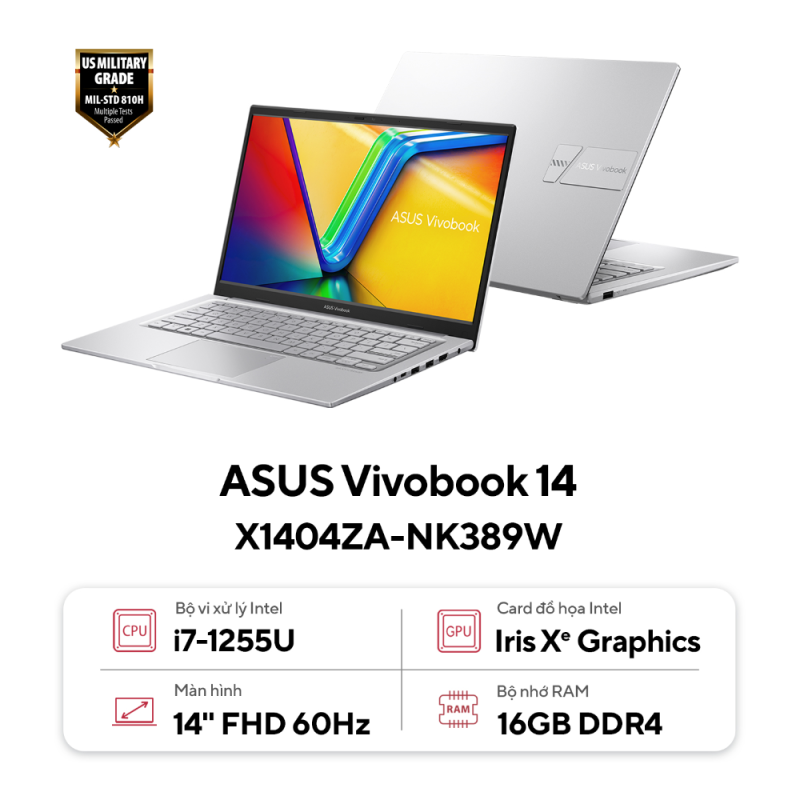 US MILITARY
GRADE
MIL-STD 810H
Multiple Tests
Passed
ASUS Vivobook
ASUS Vivobook
ASUS Vivobook
ASUS Vivobook 14
X1404ZA-NK389W
Bộ vi xử lý Intel
CPU
i7-1255U
Card đồ họa Intel
GPU
Iris Xᵉ Graphics
Màn hình
14" FHD 60Hz
Bộ nhớ RAM
RAM
16GB DDR4